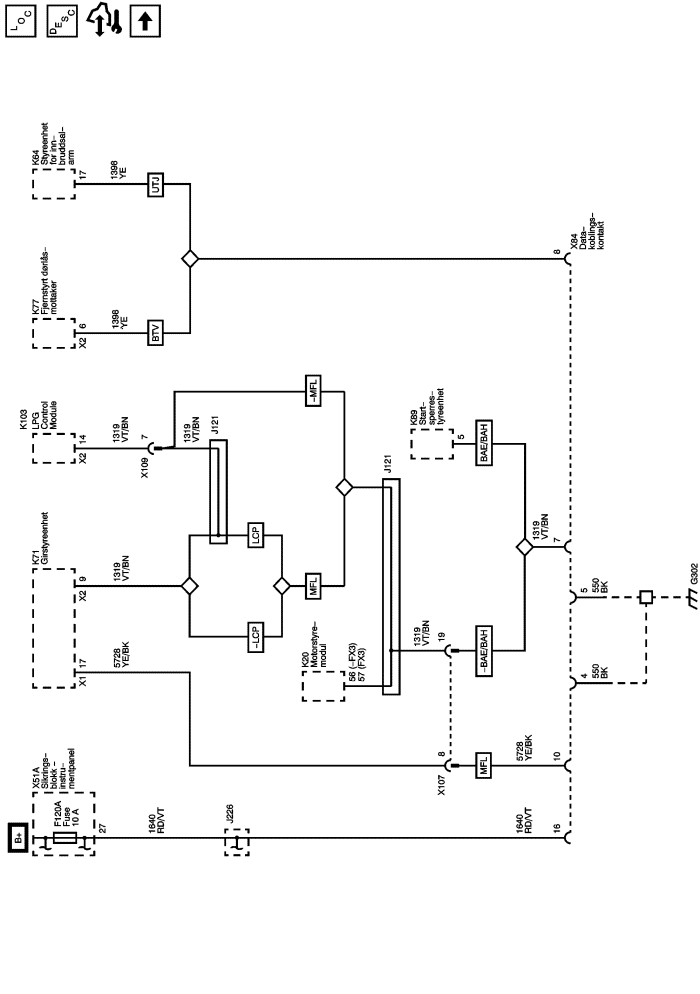 LOC
DESC
K64
Styreenhet
for inn-
bruddsal-
arm
17
1398
YE
UTJ
K77
Fjernstyrt dørlås-
mottaker
X2
6
1398
YE
BTV
8
X84
Data-
koblings-
kontakt
K103
LPG
Control
Module
X2
14
1319
VT/BN
X109
7
1319
VT/BN
J121
-MFL
K71
Girstyreenhet
X2
9
1319
VT/BN
LCP
-LCP
MFL
X1
17
5728
YE/BK
K20
Motorstyre-
modul
56 (-FX3)
57 (FX3)
J121
K89
Start-
sperres-
tyreenhet
5
BAE/BAH
1319
VT/BN
7
1319
VT/BN
19
-BAE/BAH
X107
8
MFL
5728
YE/BK
10
5
550
BK
4
550
BK
G302
B+
X51A
Sikrings-
blokk -
instru-
mentpanel
F120A
Fuse
10 A
27
1640
RD/VT
J226
1640
RD/VT
16